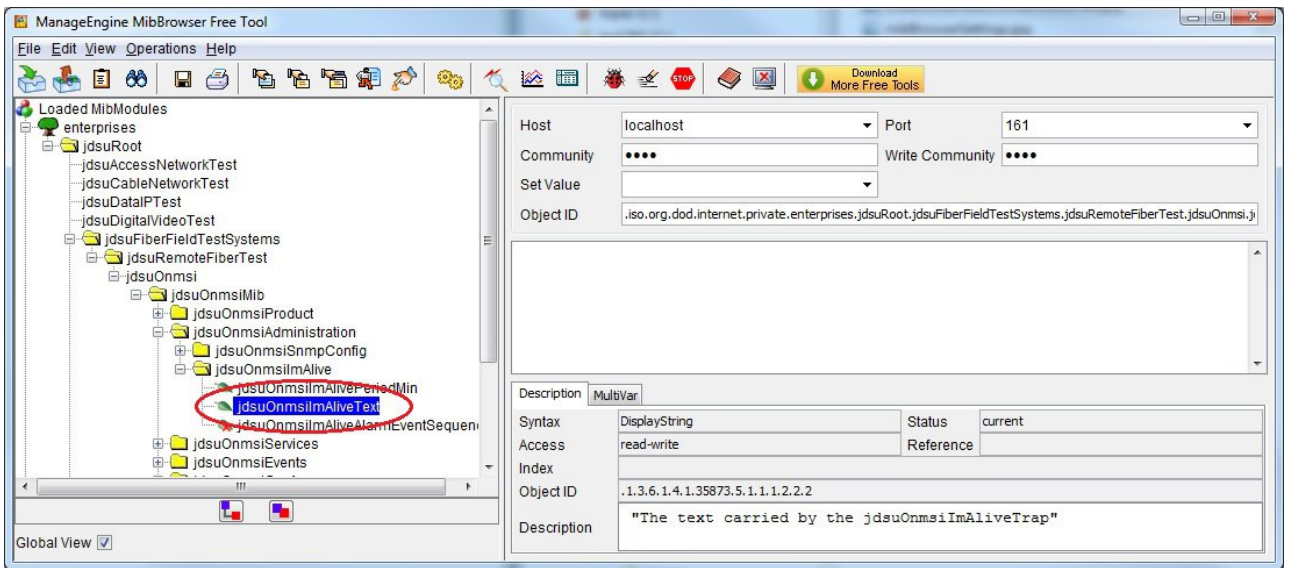 ManageEngine MibBrowser Free Tool
File Edit View Operations Help
STOP
Download
More Free Tools
Loaded MibModules
enterprises
jdsuRoot
jdsuAccessNetworkTest
jdsuCableNetworkTest
jdsuDataIPTest
jdsuDigitalVideoTest
jdsuFiberFieldTestSystems
jdsuRemoteFiberTest
jdsuOnmsi
jdsuOnmsiMib
jdsuOnmsiProduct
jdsuOnmsiAdministration
jdsuOnmsiSnmpConfig
jdsuOnmsiImAlive
jdsuOnmsiImAlivePeriodMin
jdsuOnmsiImAliveText
jdsuOnmsiImAliveAlarmEventSequen
jdsuOnmsiServices
jdsuOnmsiEvents
Global View
Host localhost Port 161
Community •••• Write Community ••••
Set Value
Object ID .iso.org.dod.internet.private.enterprises.jdsuRoot.jdsuFiberFieldTestSystems.jdsuRemoteFiberTest.jdsuOnmsi.j
Description MultiVar
Syntax DisplayString Status current
Access read-write Reference
Index
Object ID .1.3.6.1.4.1.35873.5.1.1.1.2.2.2
Description "The text carried by the jdsuOnmsiImAliveTrap"